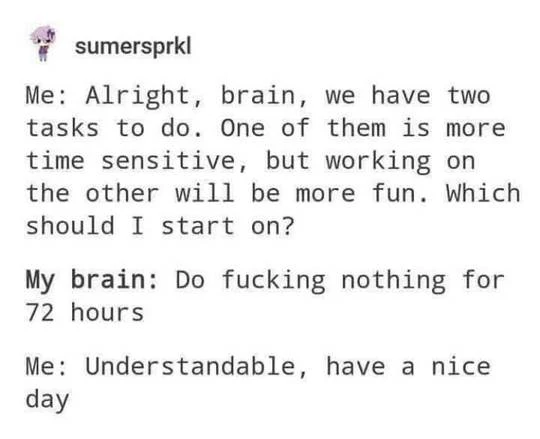 sumersprkl
Me: Alright, brain, we have two
tasks to do. One of them is more
time sensitive, but working on
the other will be more fun. Which
should I start on?
My brain: Do fucking nothing for
72 hours
Me: Understandable, have a nice
day